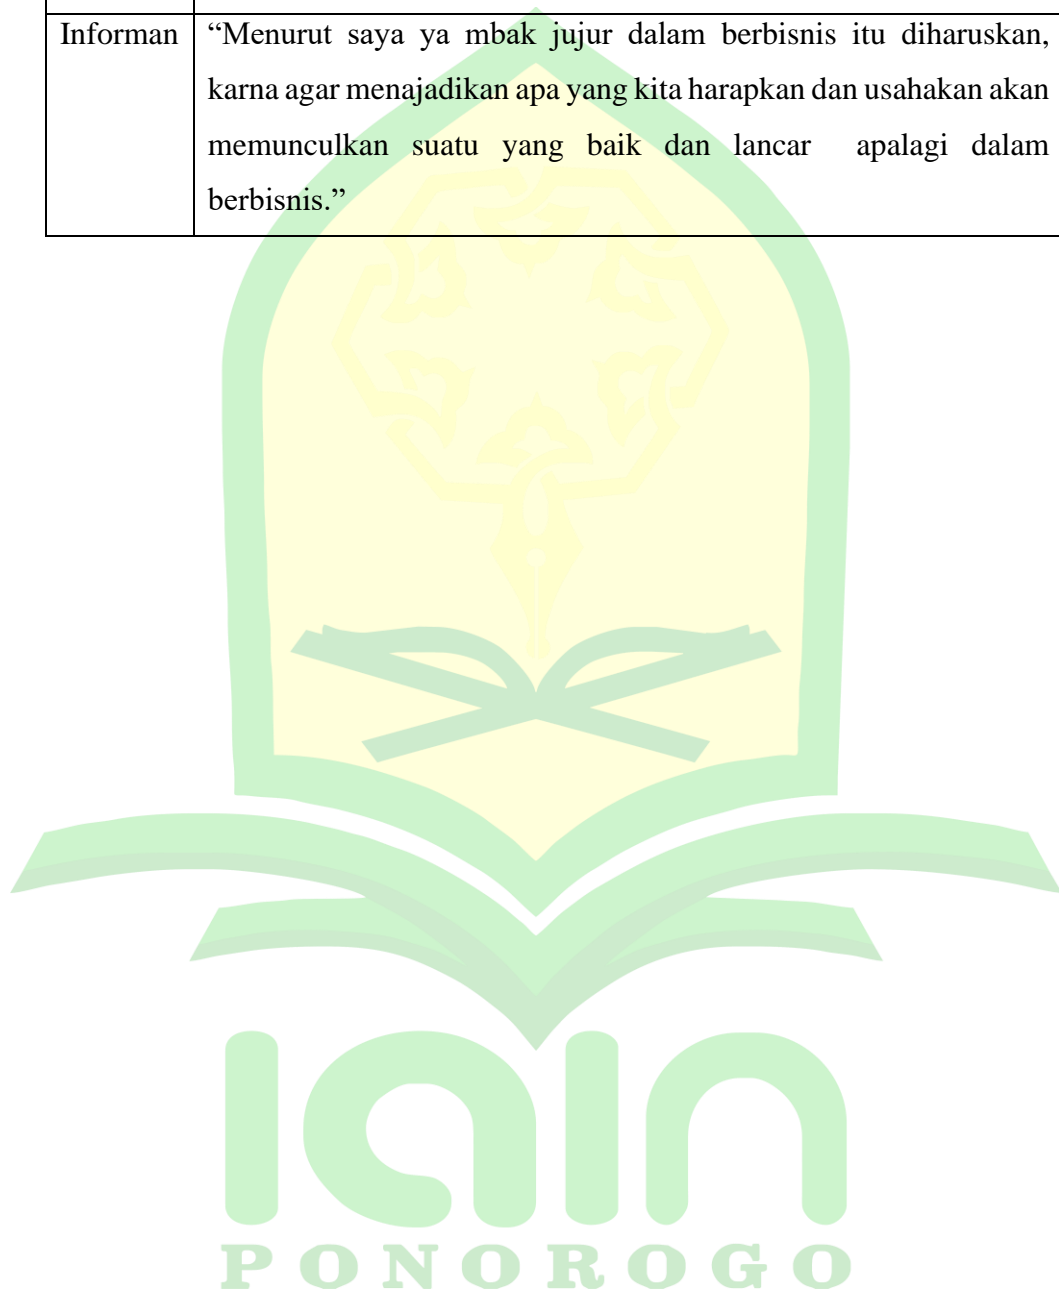 Informan “Menurut saya ya mbak jujur dalam berbisnis itu diharuskan,
karna agar menajadikan apa yang kita harapkan dan usahakan akan
memunculkan suatu yang baik dan lancar apalagi dalam
berbisnis.”
IAIN
PONOROGO